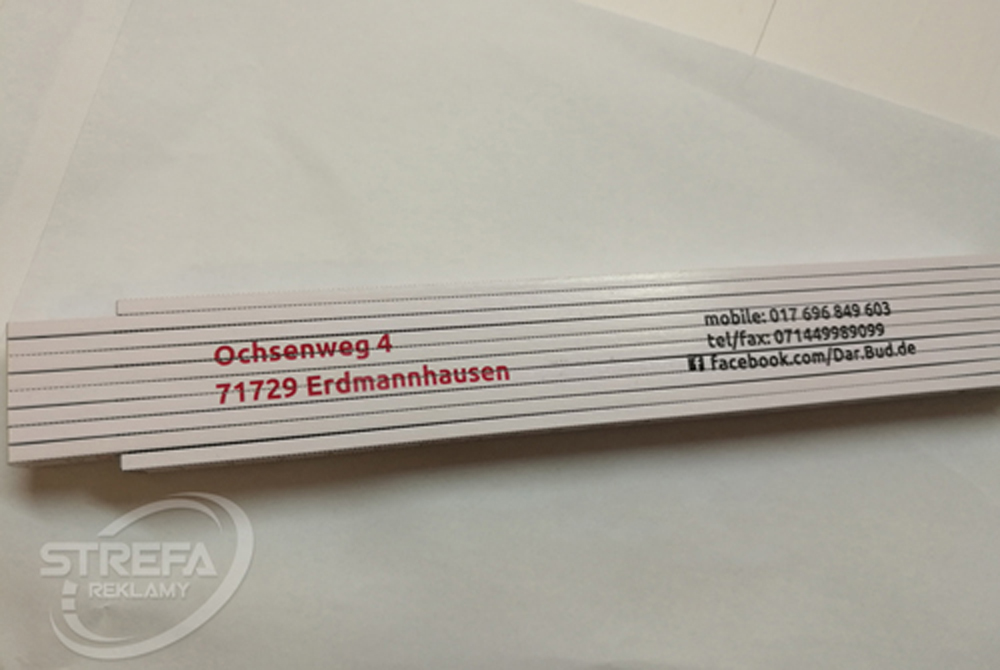 Ochsenweg 4
71729 Erdmannhausen
mobile: 017 696 849 603
tel/fax: 071449989099
facebook.com/Dar.Bud.de
STREFA
REKLAMY